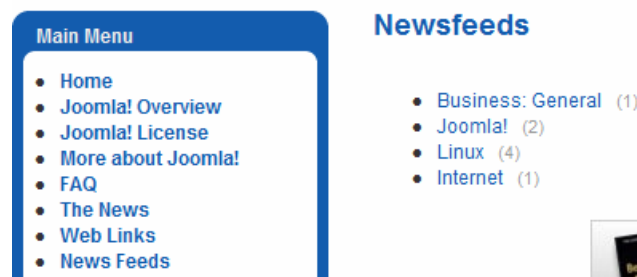 Main Menu
Home
Joomla! Overview
Joomla! License
More about Joomla!
FAQ
The News
Web Links
News Feeds
Newsfeeds
Business: General (1)
Joomla! (2)
Linux (4)
Internet (1)